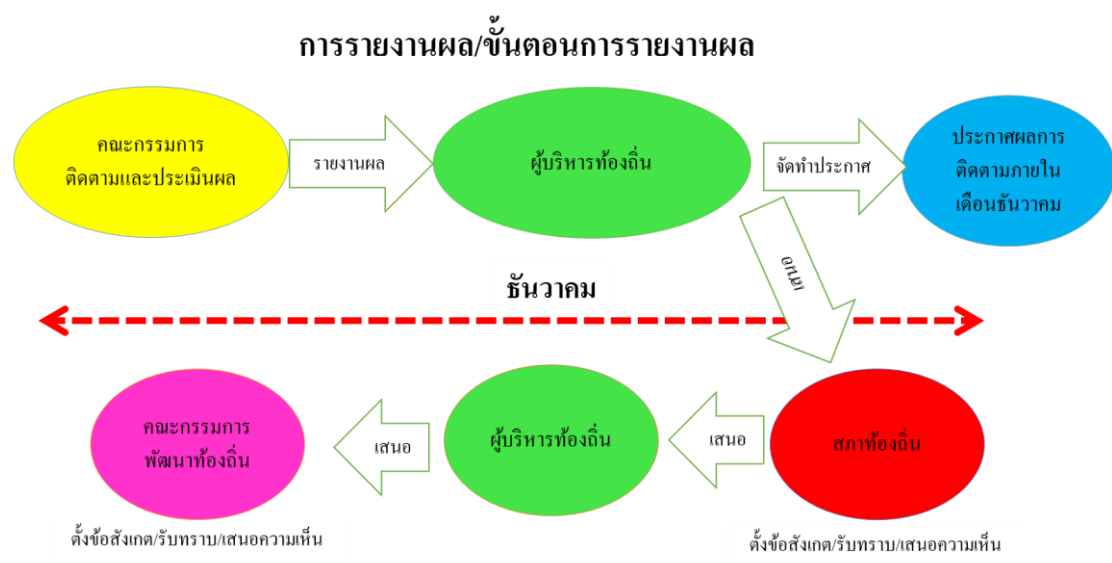 การรายงานผล/ขั้นตอนการรายงานผล
คณะกรรมการ
ติดตามและประเมินผล
รายงานผล
ผู้บริหารท้องถิ่น
จัดทำประกาศ
ประกาศผลการ
ติดตามภายใน
เดือนธันวาคม
เสนอ
ธันวาคม
คณะกรรมการ
พัฒนาท้องถิ่น
เสนอ
ผู้บริหารท้องถิ่น
เสนอ
สภาท้องถิ่น
ตั้งข้อสังเกต/รับทราบ/เสนอความเห็น
ตั้งข้อสังเกต/รับทราบ/เสนอความเห็น